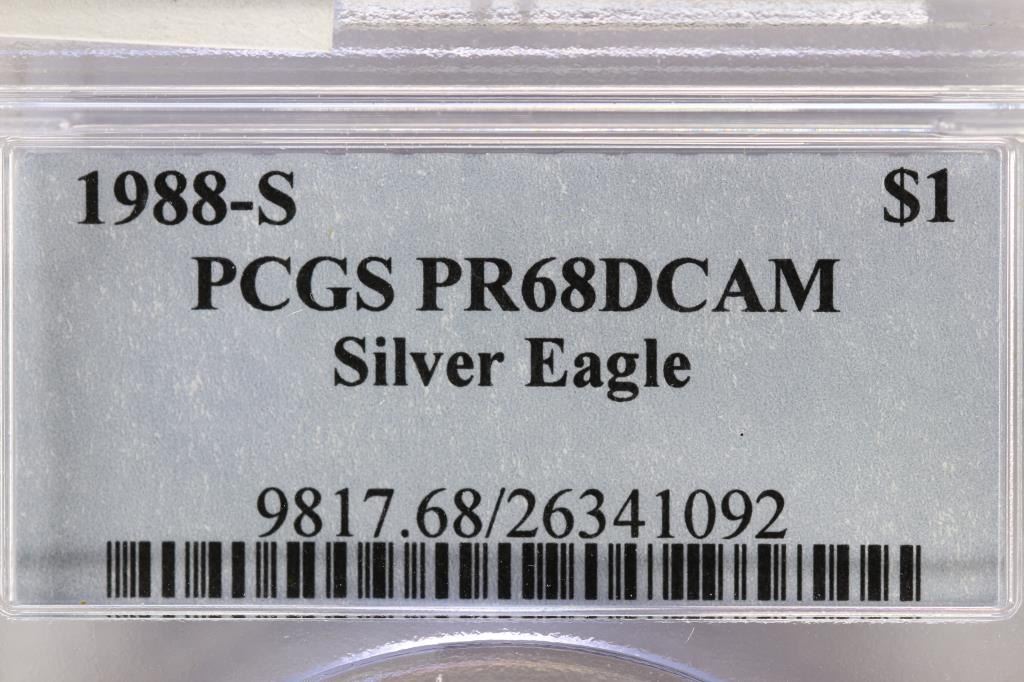 1988-S $1
PCGS PR68DCAM
Silver Eagle
9817.68/26341092